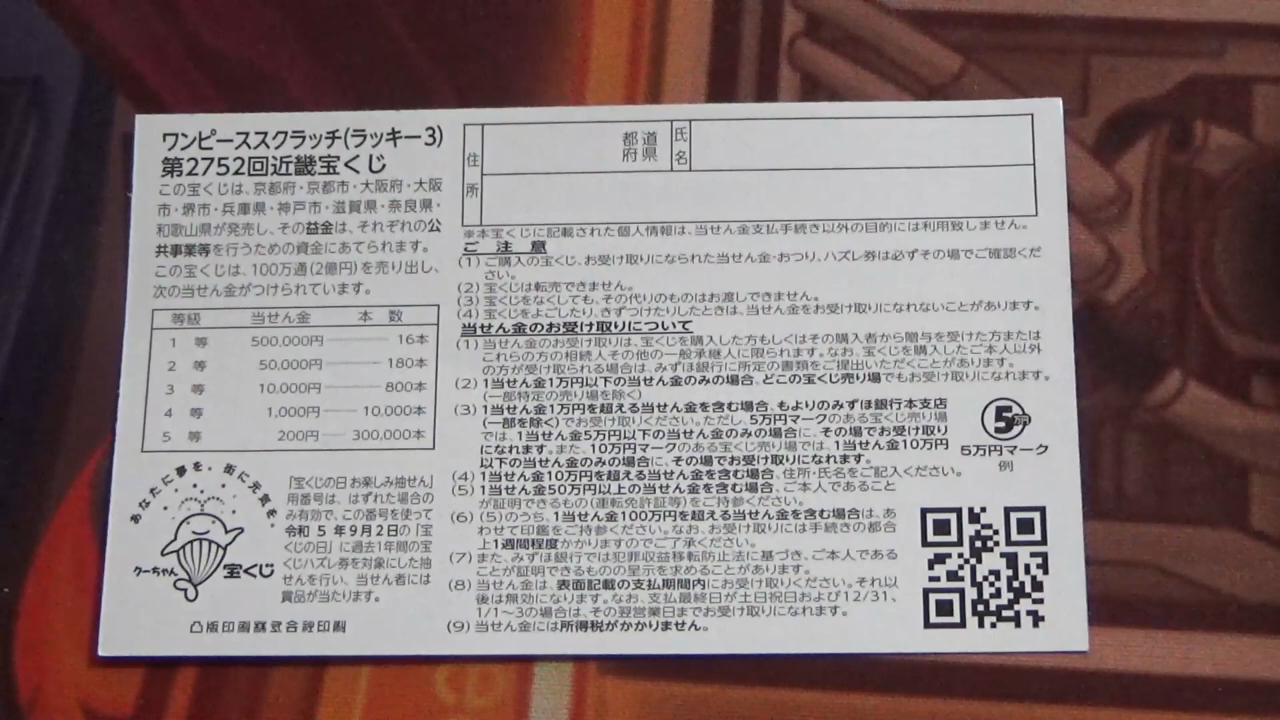 ワンピーススクラッチ(ラッキー3)
第2752回近畿宝くじ
この宝くじは、京都府・京都市・大阪府・大阪
市・堺市・兵庫県・神戸市・滋賀県・奈良県・
和歌山県が発売し、その益金は、それぞれの公
共事業等を行うための資金にあてられます。
この宝くじは、100万通(2億円)を売り出し、
次の当せん金がつけられています。
等級 当せん金 本 数
1 等 500,000円 16本
2 等 50,000円 180本
3 等 10,000円 800本
4 等 1,000円 10,000本
5 等 200円 300,000本
あなたに夢を。街に元気を。
クーちゃん 宝くじ
「宝くじの日 お楽しみ抽せん」
用番号は、はずれた場合の
み有効で、この番号を使って
令和 5 年9月2日の「宝
くじの日」に過去1年間の宝
くじハズレ券を対象にした抽
せんを行い、当せん者には
賞品が当たります。
凸版印刷株式会社印刷
住所
都道
府県
氏名
※本宝くじに記載された個人情報は、当せん金支払手続き以外の目的には利用致しません。
ご 注 意
(1) ご購入の宝くじ、お受け取りになられた当せん金・おつり、ハズレ券は必ずその場でご確認くだ
さい。
(2) 宝くじは転売できません。
(3) 宝くじをなくしても、その代りのものはお渡しできません。
(4) 宝くじをよごしたり、きずつけたりしたときは、当せん金をお受け取りになれないことがあります。
当せん金のお受け取りについて
(1) 当せん金のお受け取りは、宝くじを購入した方もしくはその購入者から贈与を受けた方または
これらの方の相続人その他の一般承継人に限られます。なお、宝くじを購入したご本人以外
の方が受け取られる場合は、みずほ銀行に所定の書類をご提出いただくことがあります。
(2) 1当せん金1万円以下の当せん金のみの場合、どこの宝くじ売り場でもお受け取りになれます。
(一部特定の売り場を除く)
(3) 1当せん金1万円を超える当せん金を含む場合、もよりのみずほ銀行本支店
(一部を除く)でお受け取りください。ただし、5万円マークのある宝くじ売り場
では、1当せん金5万円以下の当せん金のみの場合に、その場でお受け取り
になれます。また、10万円マークのある宝くじ売り場では、1当せん金10万円
以下の当せん金のみの場合に、その場でお受け取りになれます。
(4) 1当せん金10万円を超える当せん金を含む場合、住所・氏名をご記入ください。
(5) 1当せん金50万円以上の当せん金を含む場合、ご本人であること
が証明できるもの(運転免許証等)をご持参ください。
(6) (5)のうち、1当せん金100万円を超える当せん金を含む場合は、あ
わせて印鑑をご持参ください。なお、お受け取りには手続きの都合
上1週間程度かかりますのでご了承ください。
(7) また、みずほ銀行では犯罪収益移転防止法に基づき、ご本人である
ことが証明できるものの呈示を求めることがあります。
(8) 当せん金は、表面記載の支払期間内にお受け取りください。それ以
後は無効になります。なお、支払最終日が土日祝日および12/31、
1/1~3の場合は、その翌営業日までお受け取りになれます。
(9) 当せん金には所得税がかかりません。
5万円
5万円マーク
例